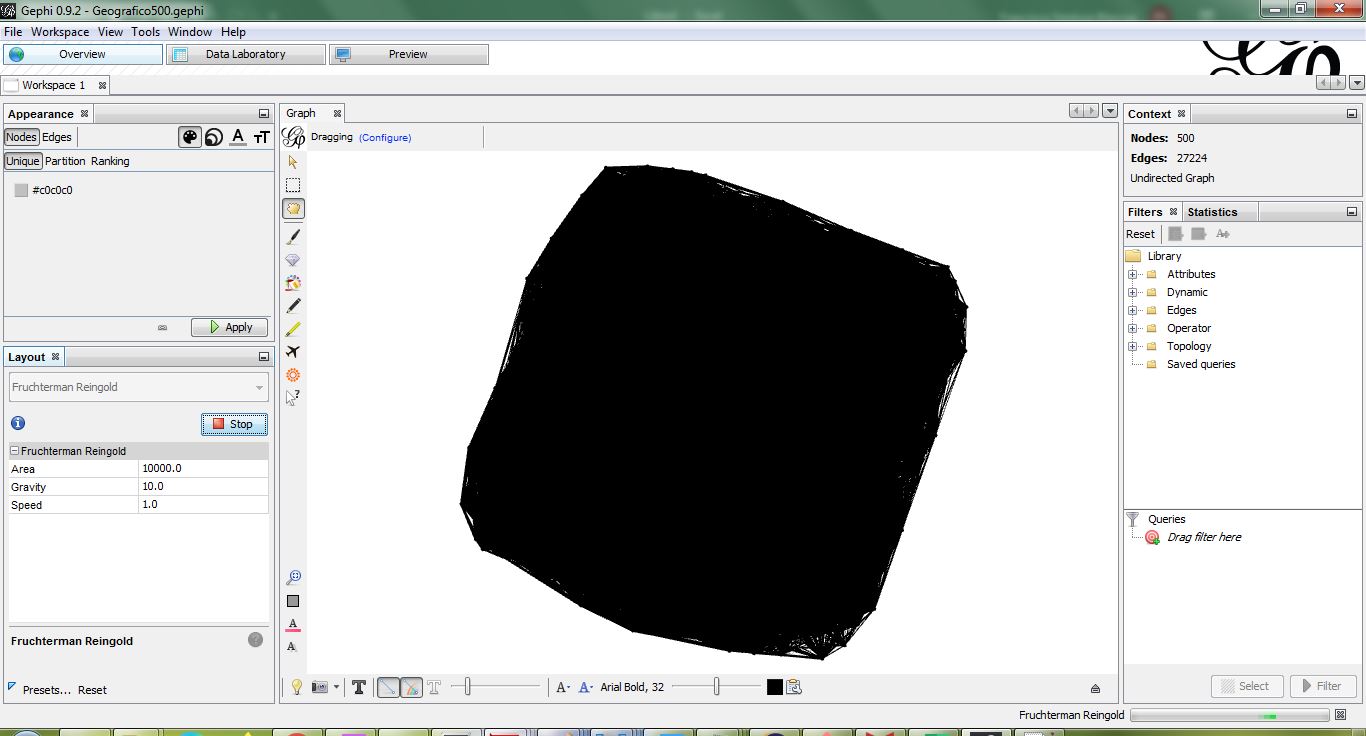 Gephi 0.9.2 - Geografico500.gephi
File Workspace View Tools Window Help
Overview Data Laboratory Preview
Workspace 1
Appearance
Nodes Edges
Unique Partition Ranking
#c0c0c0
Apply
Layout
Fruchterman Reingold
Stop
Fruchterman Reingold
Area 10000.0
Gravity 10.0
Speed 1.0
Fruchterman Reingold
Presets... Reset
Graph
Dragging (Configure)
Arial Bold, 32
Context
Nodes: 500
Edges: 27224
Undirected Graph
Filters Statistics
Reset
Library
Attributes
Dynamic
Edges
Operator
Topology
Saved queries
Queries
Drag filter here
Select Filter
Fruchterman Reingold